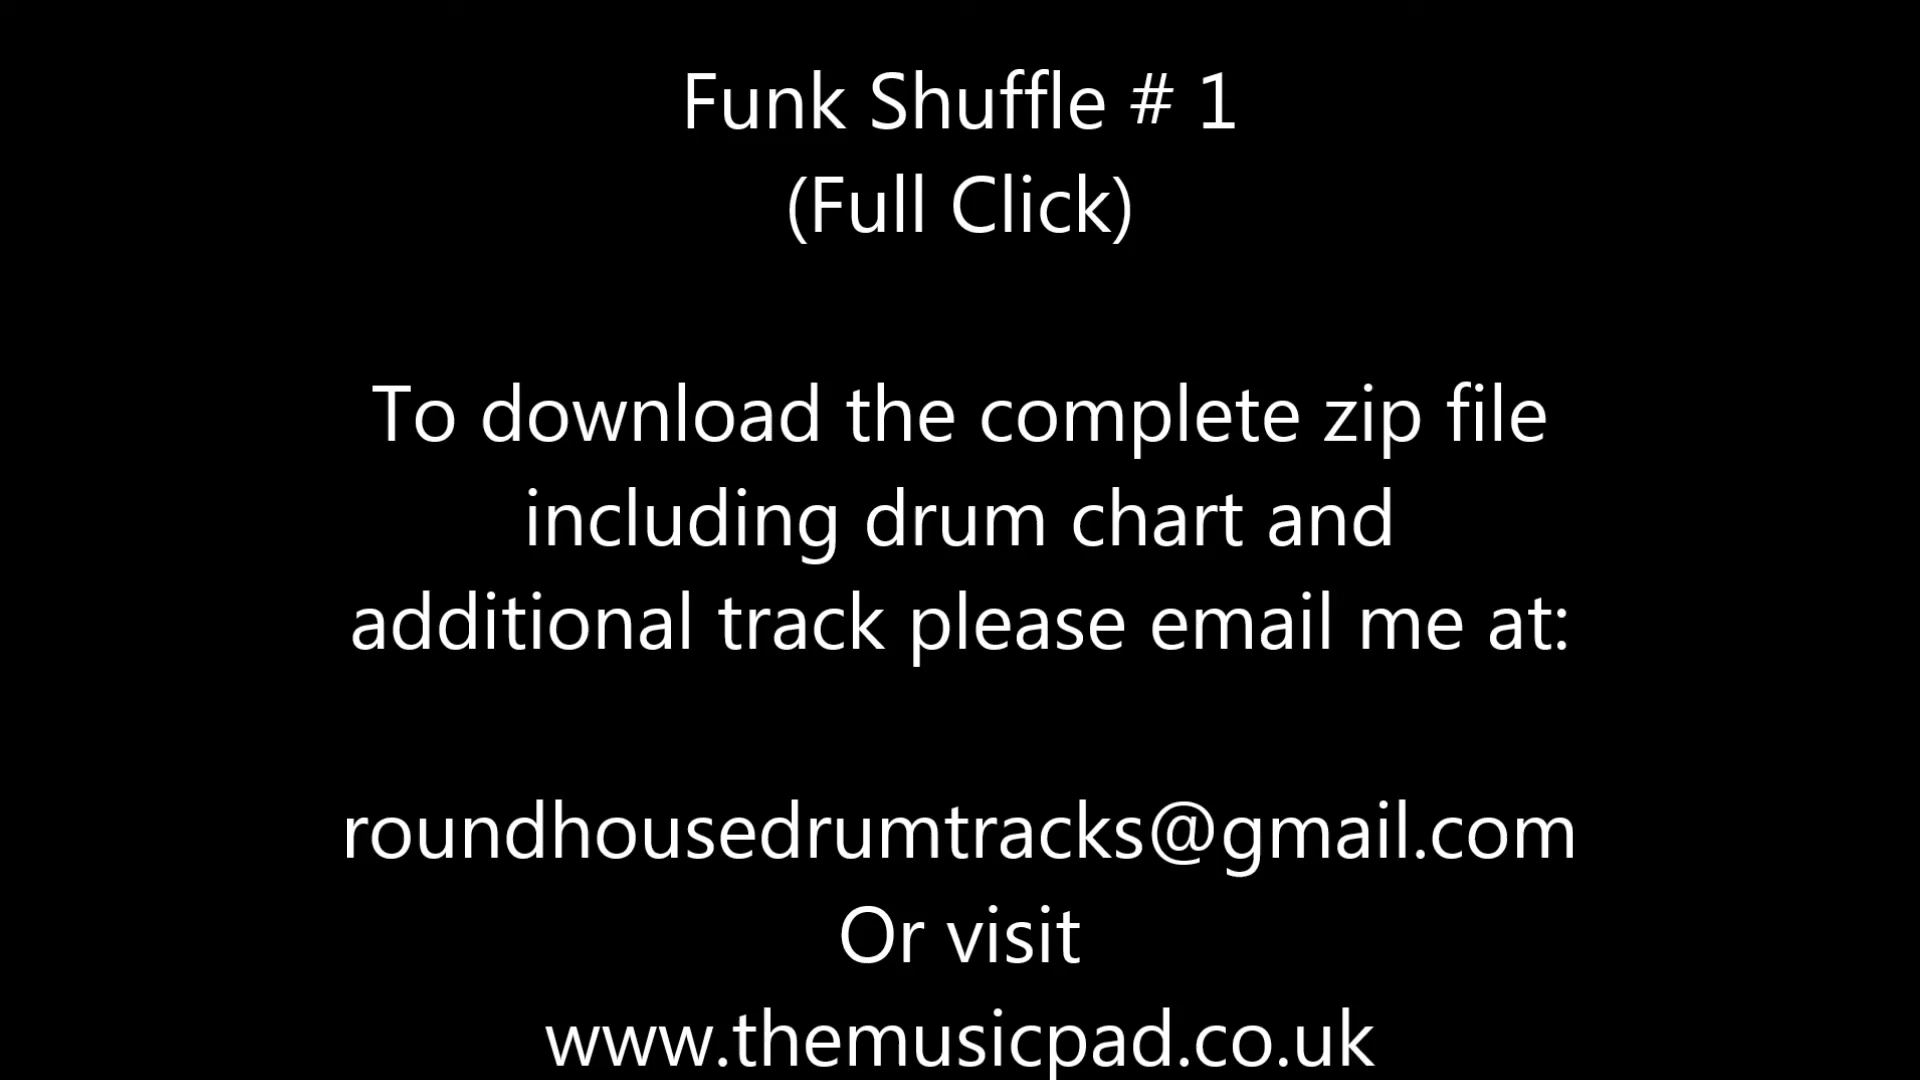 Funk Shuffle # 1
(Full Click)
To download the complete zip file
including drum chart and
additional track please email me at:
roundhousedrumtracks@gmail.com
Or visit
www.themusicpad.co.uk